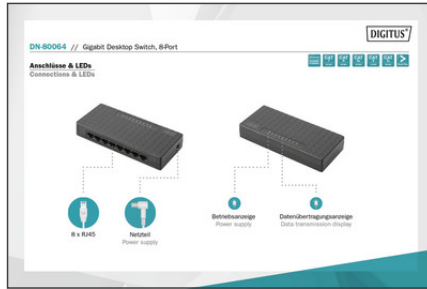 DIGITUS®
DN-80064 // Gigabit Desktop Switch, 8-Port
Anschlüsse & LEDs
Connections & LEDs
8 x RJ45
Netzteil
Power supply
Betriebsanzeige
Power supply
Datenübertragungsanzeige
Data transmission display